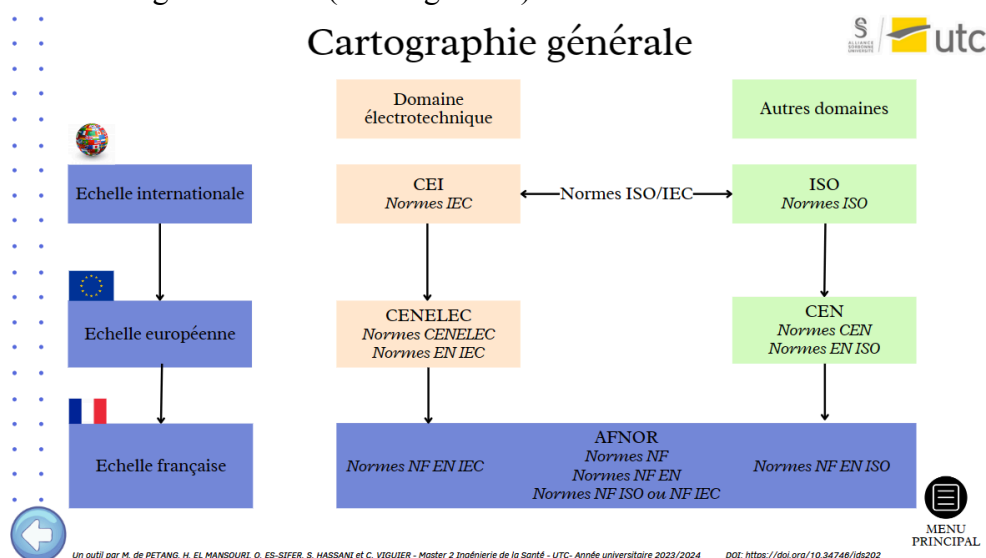 Cartographie générale
utc
Domaine
électrotechnique
Autres domaines
Echelle internationale
CEI
Normes IEC
Normes ISO/IEC
ISO
Normes ISO
Echelle européenne
CENELEC
Normes CENELEC
Normes EN IEC
CEN
Normes CEN
Normes EN ISO
Echelle française
Normes NF EN IEC
AFNOR
Normes NF
Normes NF EN
Normes NF ISO ou NF IEC
Normes NF EN ISO
MENU
PRINCIPAL
Un outil par M. de PETANG, H. EL MANSOURI, O. ES-SIFER, S. HASSANI et C. VIGUIER - Master 2 Ingénierie de la Santé - UTC- Année universitaire 2023/2024 DOI: https://doi.org/10.34746/ids202